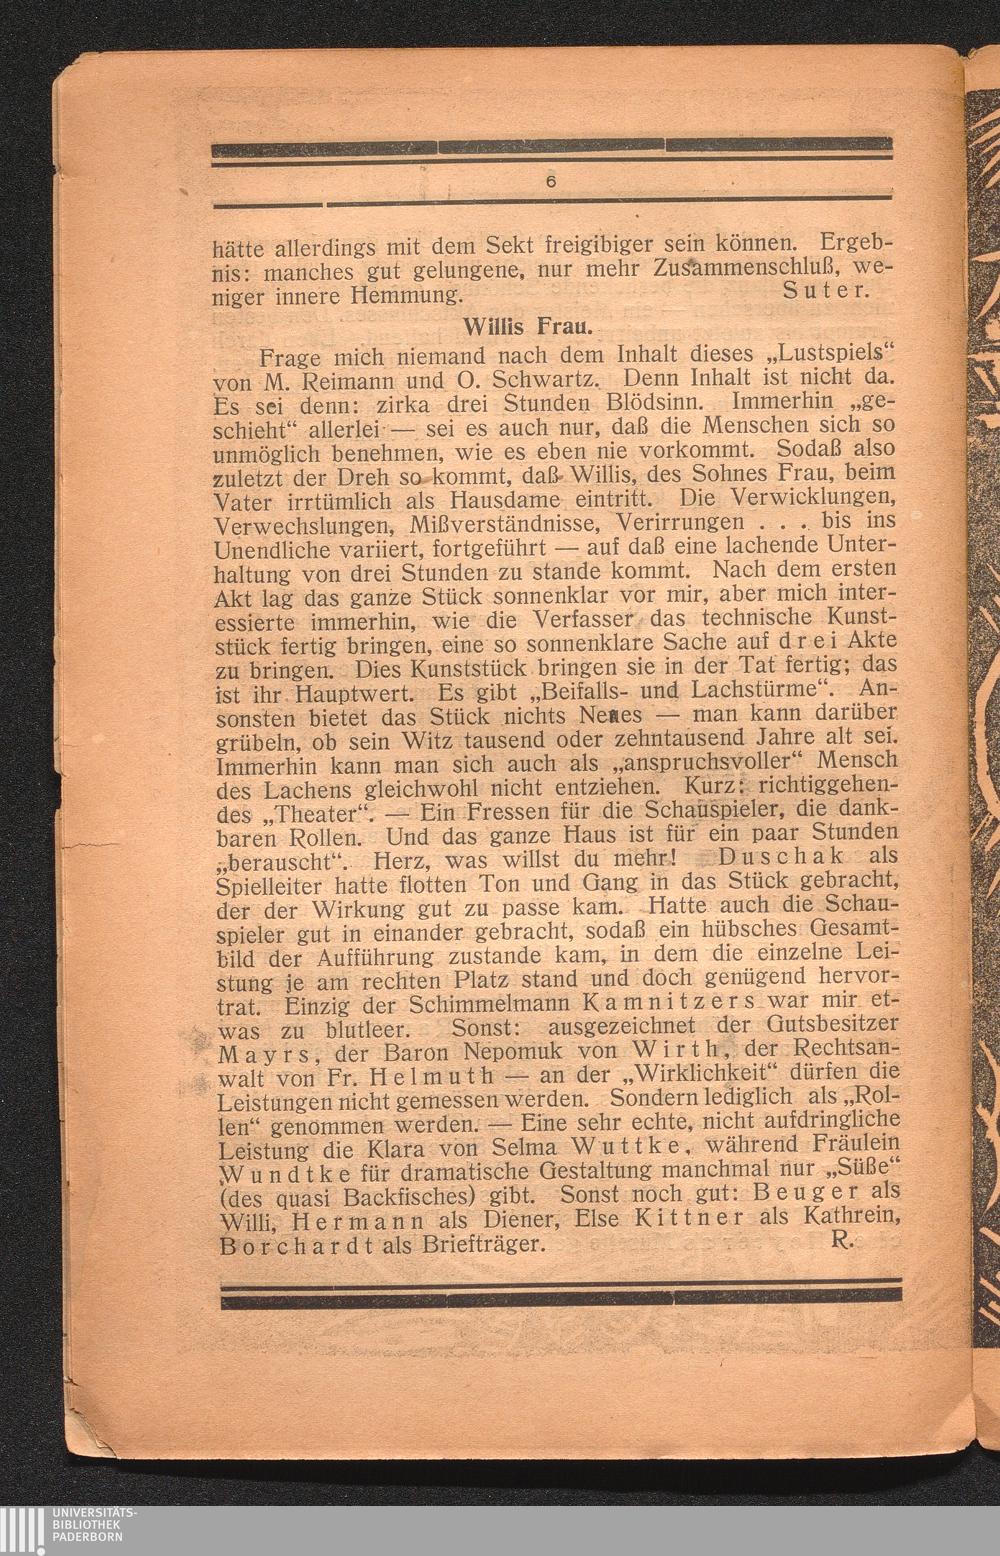 6
hätte allerdings mit dem Sekt freigibiger sein können. Ergeb-
nis: manches gut gelungene, nur mehr Zusammenschluß, we-
niger innere Hemmung. Suter.
Willis Frau.
Frage mich niemand nach dem Inhalt dieses „Lustspiels“
von M. Reimann und O. Schwartz. Denn Inhalt ist nicht da.
Es sei denn: zirka drei Stunden Blödsinn. Immerhin „ge-
schieht“ allerlei — sei es auch nur, daß die Menschen sich so
unmöglich benehmen, wie es eben nie vorkommt. Sodaß also
zuletzt der Dreh so kommt, daß Willis, des Sohnes Frau, beim
Vater irrtümlich als Hausdame eintritt. Die Verwicklungen,
Verwechslungen, Mißverständnisse, Verirrungen . . . bis ins
Unendliche variiert, fortgeführt — auf daß eine lachende Unter-
haltung von drei Stunden zu stande kommt. Nach dem ersten
Akt lag das ganze Stück sonnenklar vor mir, aber mich inter-
essierte immerhin, wie die Verfasser das technische Kunst-
stück fertig bringen, eine so sonnenklare Sache auf drei Akte
zu bringen. Dies Kunststück bringen sie in der Tat fertig; das
ist ihr Hauptwert. Es gibt „Beifalls- und Lachstürme“. An-
sonsten bietet das Stück nichts Neues — man kann darüber
grübeln, ob sein Witz tausend oder zehntausend Jahre alt sei.
Immerhin kann man sich auch als „anspruchsvoller“ Mensch
des Lachens gleichwohl nicht entziehen. Kurz: richtiggehen-
des „Theater“. — Ein Fressen für die Schauspieler, die dank-
baren Rollen. Und das ganze Haus ist für ein paar Stunden
„berauscht“. Herz, was willst du mehr! Duschak als
Spielleiter hatte flotten Ton und Gang in das Stück gebracht,
der der Wirkung gut zu passe kam. Hatte auch die Schau-
spieler gut in einander gebracht, sodaß ein hübsches Gesamt-
bild der Aufführung zustande kam, in dem die einzelne Lei-
stung je am rechten Platz stand und doch genügend hervor-
trat. Einzig der Schimmelmann Kamnitzers war mir et-
was zu blutleer. Sonst: ausgezeichnet der Gutsbesitzer
Mayrs, der Baron Nepomuk von Wirth, der Rechtsan-
walt von Fr. Helmuth — an der „Wirklichkeit“ dürfen die
Leistungen nicht gemessen werden. Sondern lediglich als „Rol-
len“ genommen werden. — Eine sehr echte, nicht aufdringliche
Leistung die Klara von Selma Wuttke, während Fräulein
Wundtke für dramatische Gestaltung manchmal nur „Süße“
(des quasi Backfisches) gibt. Sonst noch gut: Beuger als
Willi, Hermann als Diener, Else Kittner als Kathrein,
Borchardt als Briefträger. R.
UNIVERSITÄTS-
BIBLIOTHEK
PADERBORN